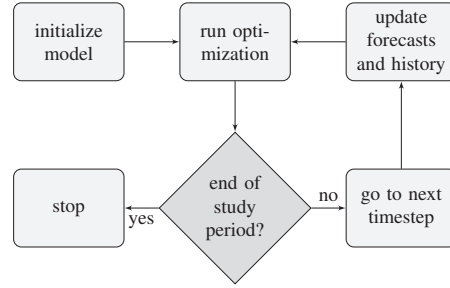 initialize
model
run opti-
mization
update
forecasts
and history
stop
yes
end of
study
period?
no
go to next
timestep